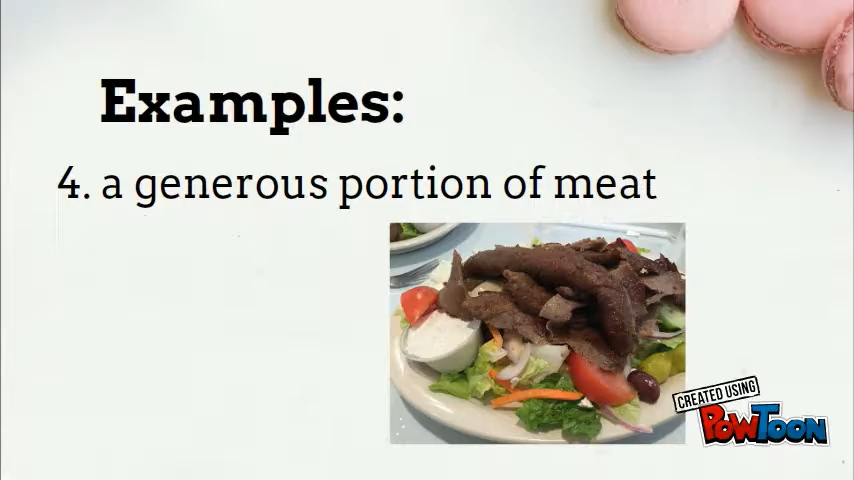 Examples:
4. a generous portion of meat
CREATED USING
POWTOON